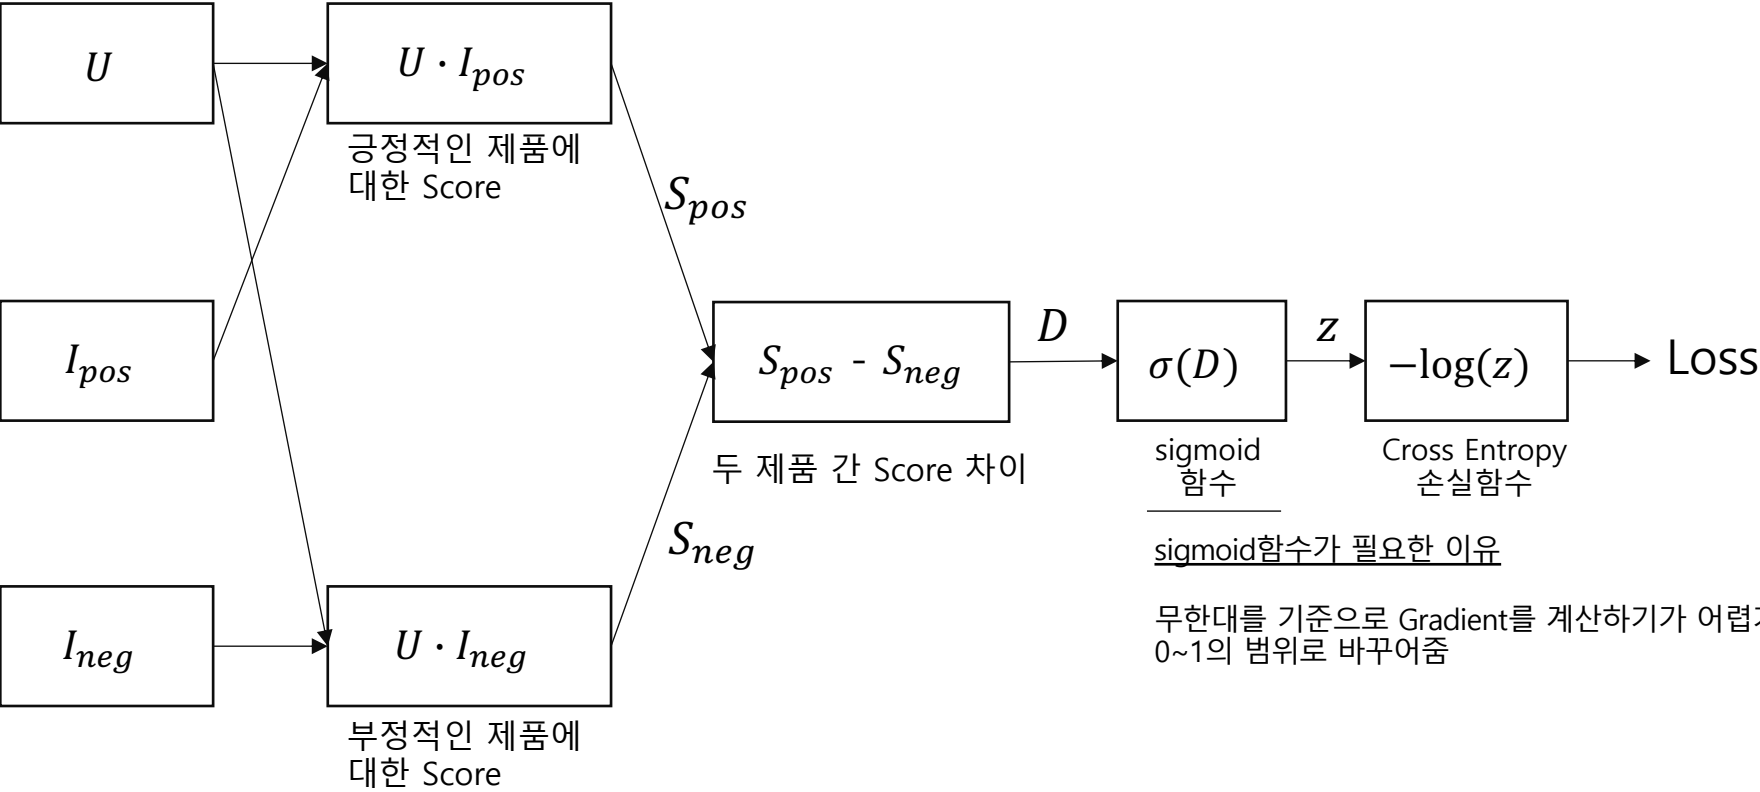 U
U · I_pos
긍정적인 제품에
대한 Score
S_pos
I_pos
S_pos - S_neg
D
σ(D)
z
−log(z)
Loss
두 제품 간 Score 차이
sigmoid
함수
Cross Entropy
손실함수
S_neg
sigmoid함수가 필요한 이유
무한대를 기준으로 Gradient를 계산하기가
0~1의 범위로 바꾸어줌
I_neg
U · I_neg
부정적인 제품에
대한 Score